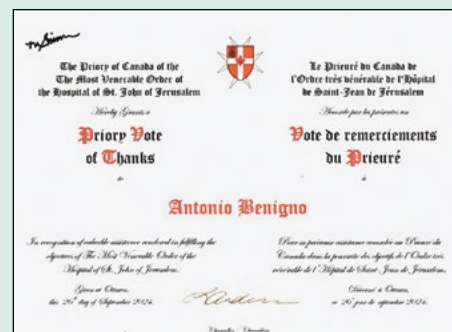 The Priory of Canada of the
The Most Venerable Order of
the Hospital of St. John of Jerusalem
Hereby Grants a
Priory Vote
of Thanks
to
Le Prieuré du Canada de
l'Ordre très vénérable de l'Hôpital
de Saint-Jean de Jérusalem
Accorde par les présentes, un
Vote de remerciements
du Prieuré
à
Antonio Benigno
In recognition of valuable assistance rendered in fulfilling the
objectives of The Most Venerable Order of the
Hospital of St. John of Jerusalem.
Given at Ottawa,
this 26th day of September 2024.
Pour sa précieuse assistance accordée au Prieuré du
Canada dans la poursuite des objectifs de l'Ordre très
vénérable de l'Hôpital de Saint-Jean de Jérusalem.
Décerné à Ottawa,
ce 26e jour de septembre 2024.